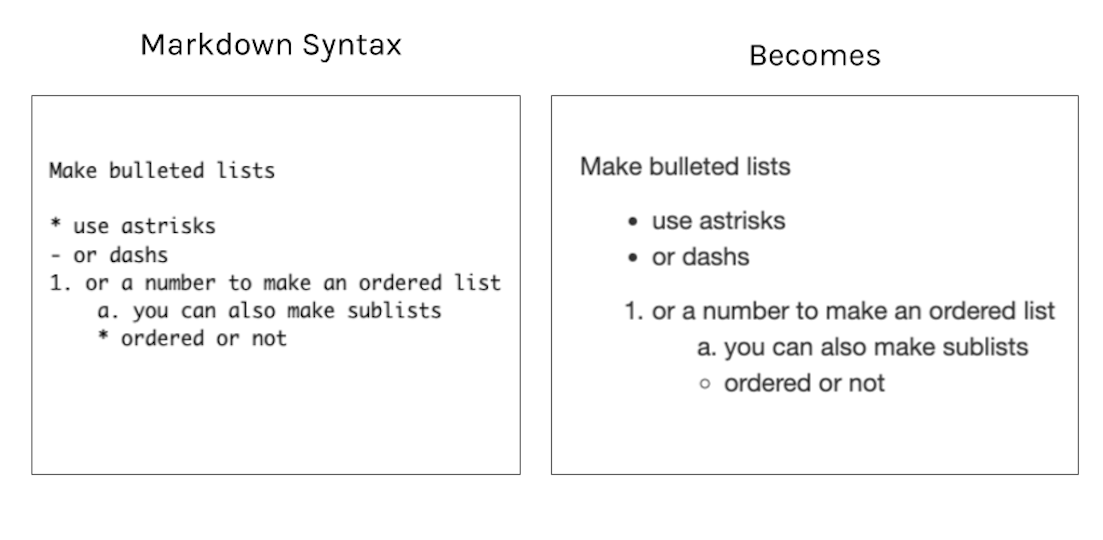 Markdown Syntax
Becomes
Make bulleted lists
* use astrisks
- or dashs
1. or a number to make an ordered list
a. you can also make sublists
* ordered or not
Make bulleted lists
• use astrisks
• or dashs
1. or a number to make an ordered list
a. you can also make sublists
○ ordered or not